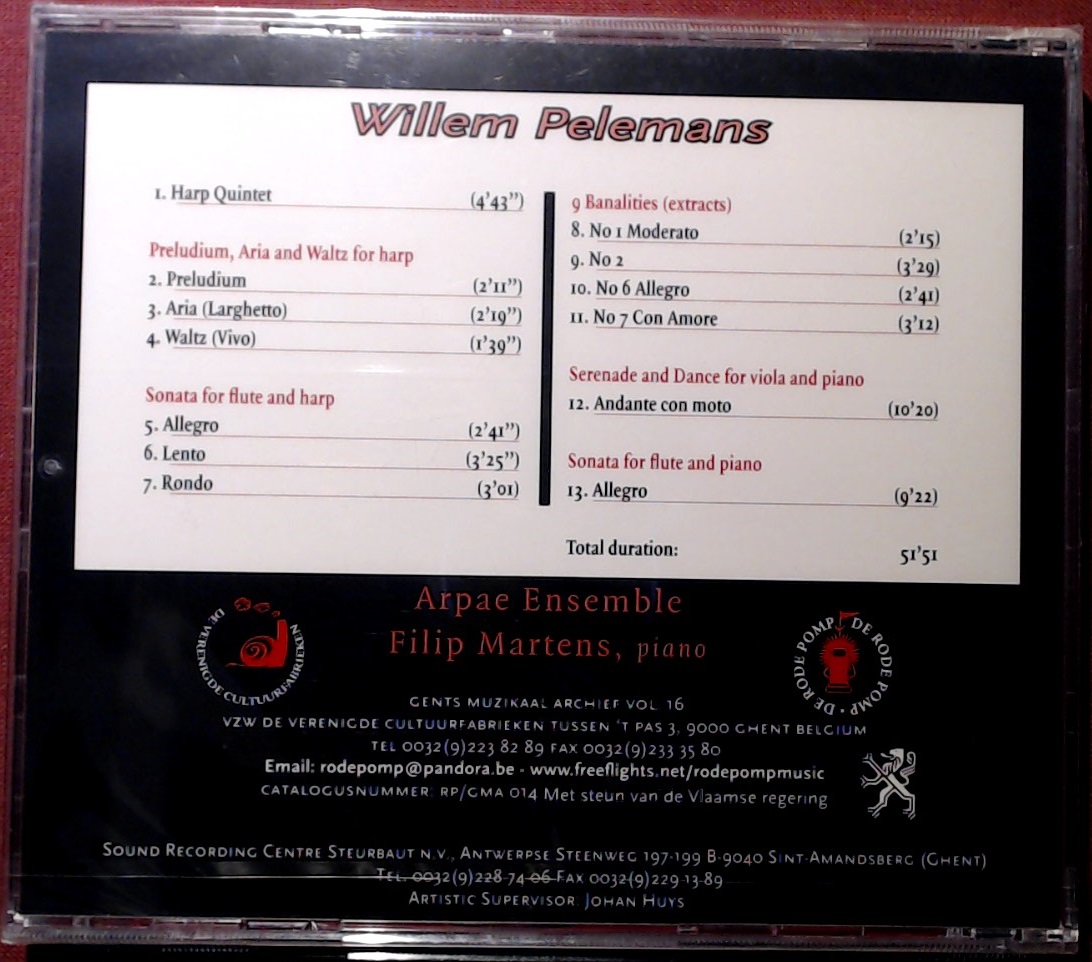 Willem Pelemans
1. Harp Quintet (4'43")
Preludium, Aria and Waltz for harp
2. Preludium (2'11")
3. Aria (Larghetto) (2'19")
4. Waltz (Vivo) (1'39")
Sonata for flute and harp
5. Allegro (2'41")
6. Lento (3'25")
7. Rondo (3'01)
9 Banalities (extracts)
8. No 1 Moderato (2'15)
9. No 2 (3'29)
10. No 6 Allegro (2'41)
11. No 7 Con Amore (3'12)
Serenade and Dance for viola and piano
12. Andante con moto (10'20)
Sonata for flute and piano
13. Allegro (9'22)
Total duration: 51'51
Arpae Ensemble
Filip Martens, piano
DE VERENIGDE CULTUURFABRIEKEN
DE RODE POMP · DE RODE POMP
GENTS MUZIKAAL ARCHIEF VOL. 16
VZW DE VERENIGDE CULTUURFABRIEKEN TUSSEN 'T PAS 3, 9000 GHENT BELGIUM
TEL 0032(9)223 82 89 FAX 0032(9)233 35 80
Email: rodepomp@pandora.be - www.freeflights.net/rodepompmusic
CATALOGUSNUMMER: RP/GMA 014 Met steun van de Vlaamse regering
SOUND RECORDING CENTRE STEURBAUT N.V., ANTWERPSE STEENWEG 197-199 B-9040 SINT-AMANDSBERG (GHENT)
TEL. 0032(9)228 74 06 FAX 0032(9)229 13 89
ARTISTIC SUPERVISOR: JOHAN HUYS